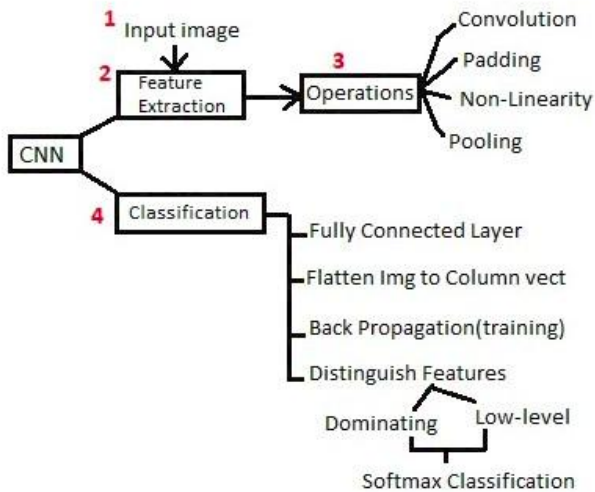 1 Input image
2 Feature
Extraction
3
Operations
Convolution
Padding
Non-Linearity
Pooling
CNN
4 Classification
Fully Connected Layer
Flatten Img to Column vect
Back Propagation(training)
Distinguish Features
Dominating Low-level
Softmax Classification